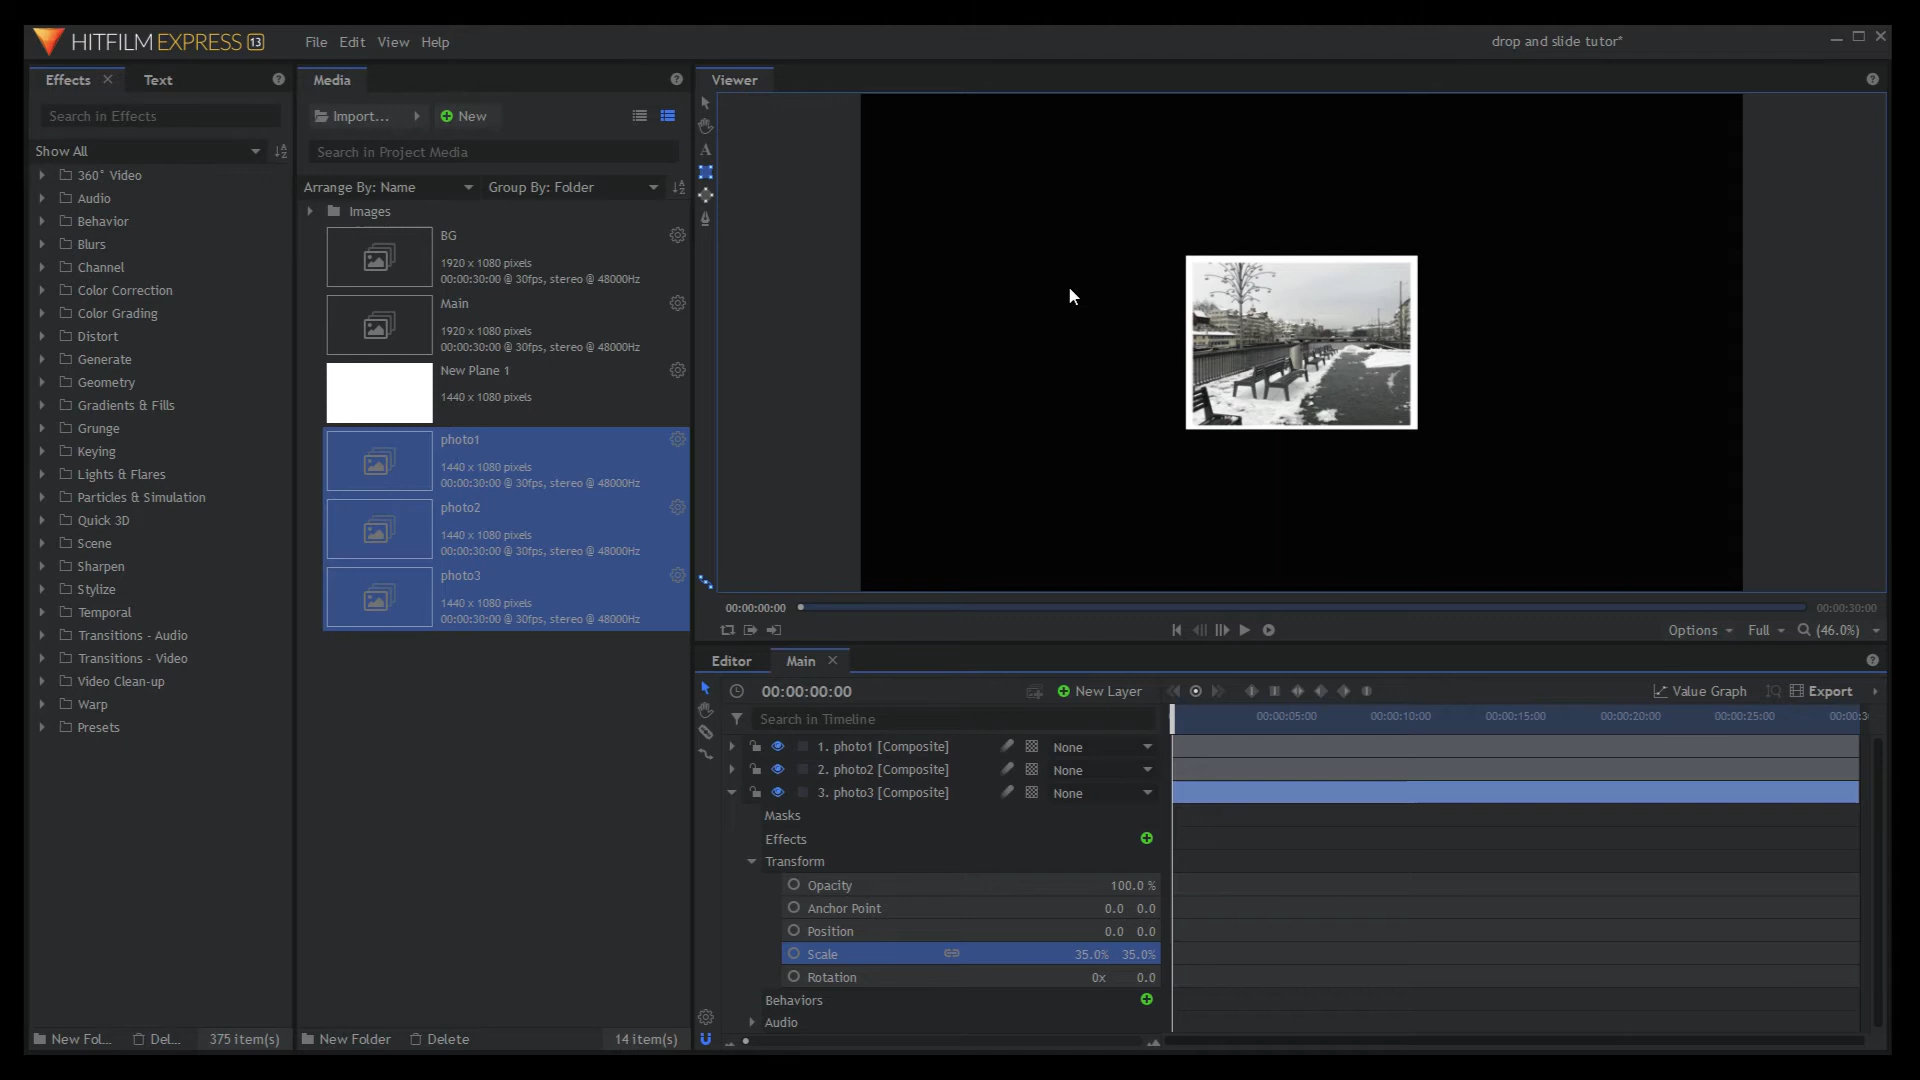 HITFILM EXPRESS 13
File Edit View Help
drop and slide tutor*
Effects
Text
Search in Effects
Show All
360° Video
Audio
Behavior
Blurs
Channel
Color Correction
Color Grading
Distort
Generate
Geometry
Gradients & Fills
Grunge
Keying
Lights & Flares
Particles & Simulation
Quick 3D
Scene
Sharpen
Stylize
Temporal
Transitions - Audio
Transitions - Video
Video Clean-up
Warp
Presets
New Fol... Del... 375 item(s)
Media
Import... New
Search in Project Media
Arrange By: Name Group By: Folder
Images
BG
1920 x 1080 pixels
00:00:30:00 @ 30fps, stereo @ 48000Hz
Main
1920 x 1080 pixels
00:00:30:00 @ 30fps, stereo @ 48000Hz
New Plane 1
1440 x 1080 pixels
photo1
1440 x 1080 pixels
00:00:30:00 @ 30fps, stereo @ 48000Hz
photo2
1440 x 1080 pixels
00:00:30:00 @ 30fps, stereo @ 48000Hz
photo3
1440 x 1080 pixels
00:00:30:00 @ 30fps, stereo @ 48000Hz
New Folder Delete 14 item(s)
Viewer
A
00:00:00:00 00:00:30:00
Options Full (46.0%)
Editor Main
00:00:00:00 New Layer Value Graph Export
Search in Timeline
00:00:05:00 00:00:10:00 00:00:15:00 00:00:20:00 00:00:25:00 00:00:3
1. photo1 [Composite] None
2. photo2 [Composite] None
3. photo3 [Composite] None
Masks
Effects
Transform
Opacity 100.0 %
Anchor Point 0.0 0.0
Position 0.0 0.0
Scale 35.0% 35.0%
Rotation 0x 0.0
Behaviors
Audio